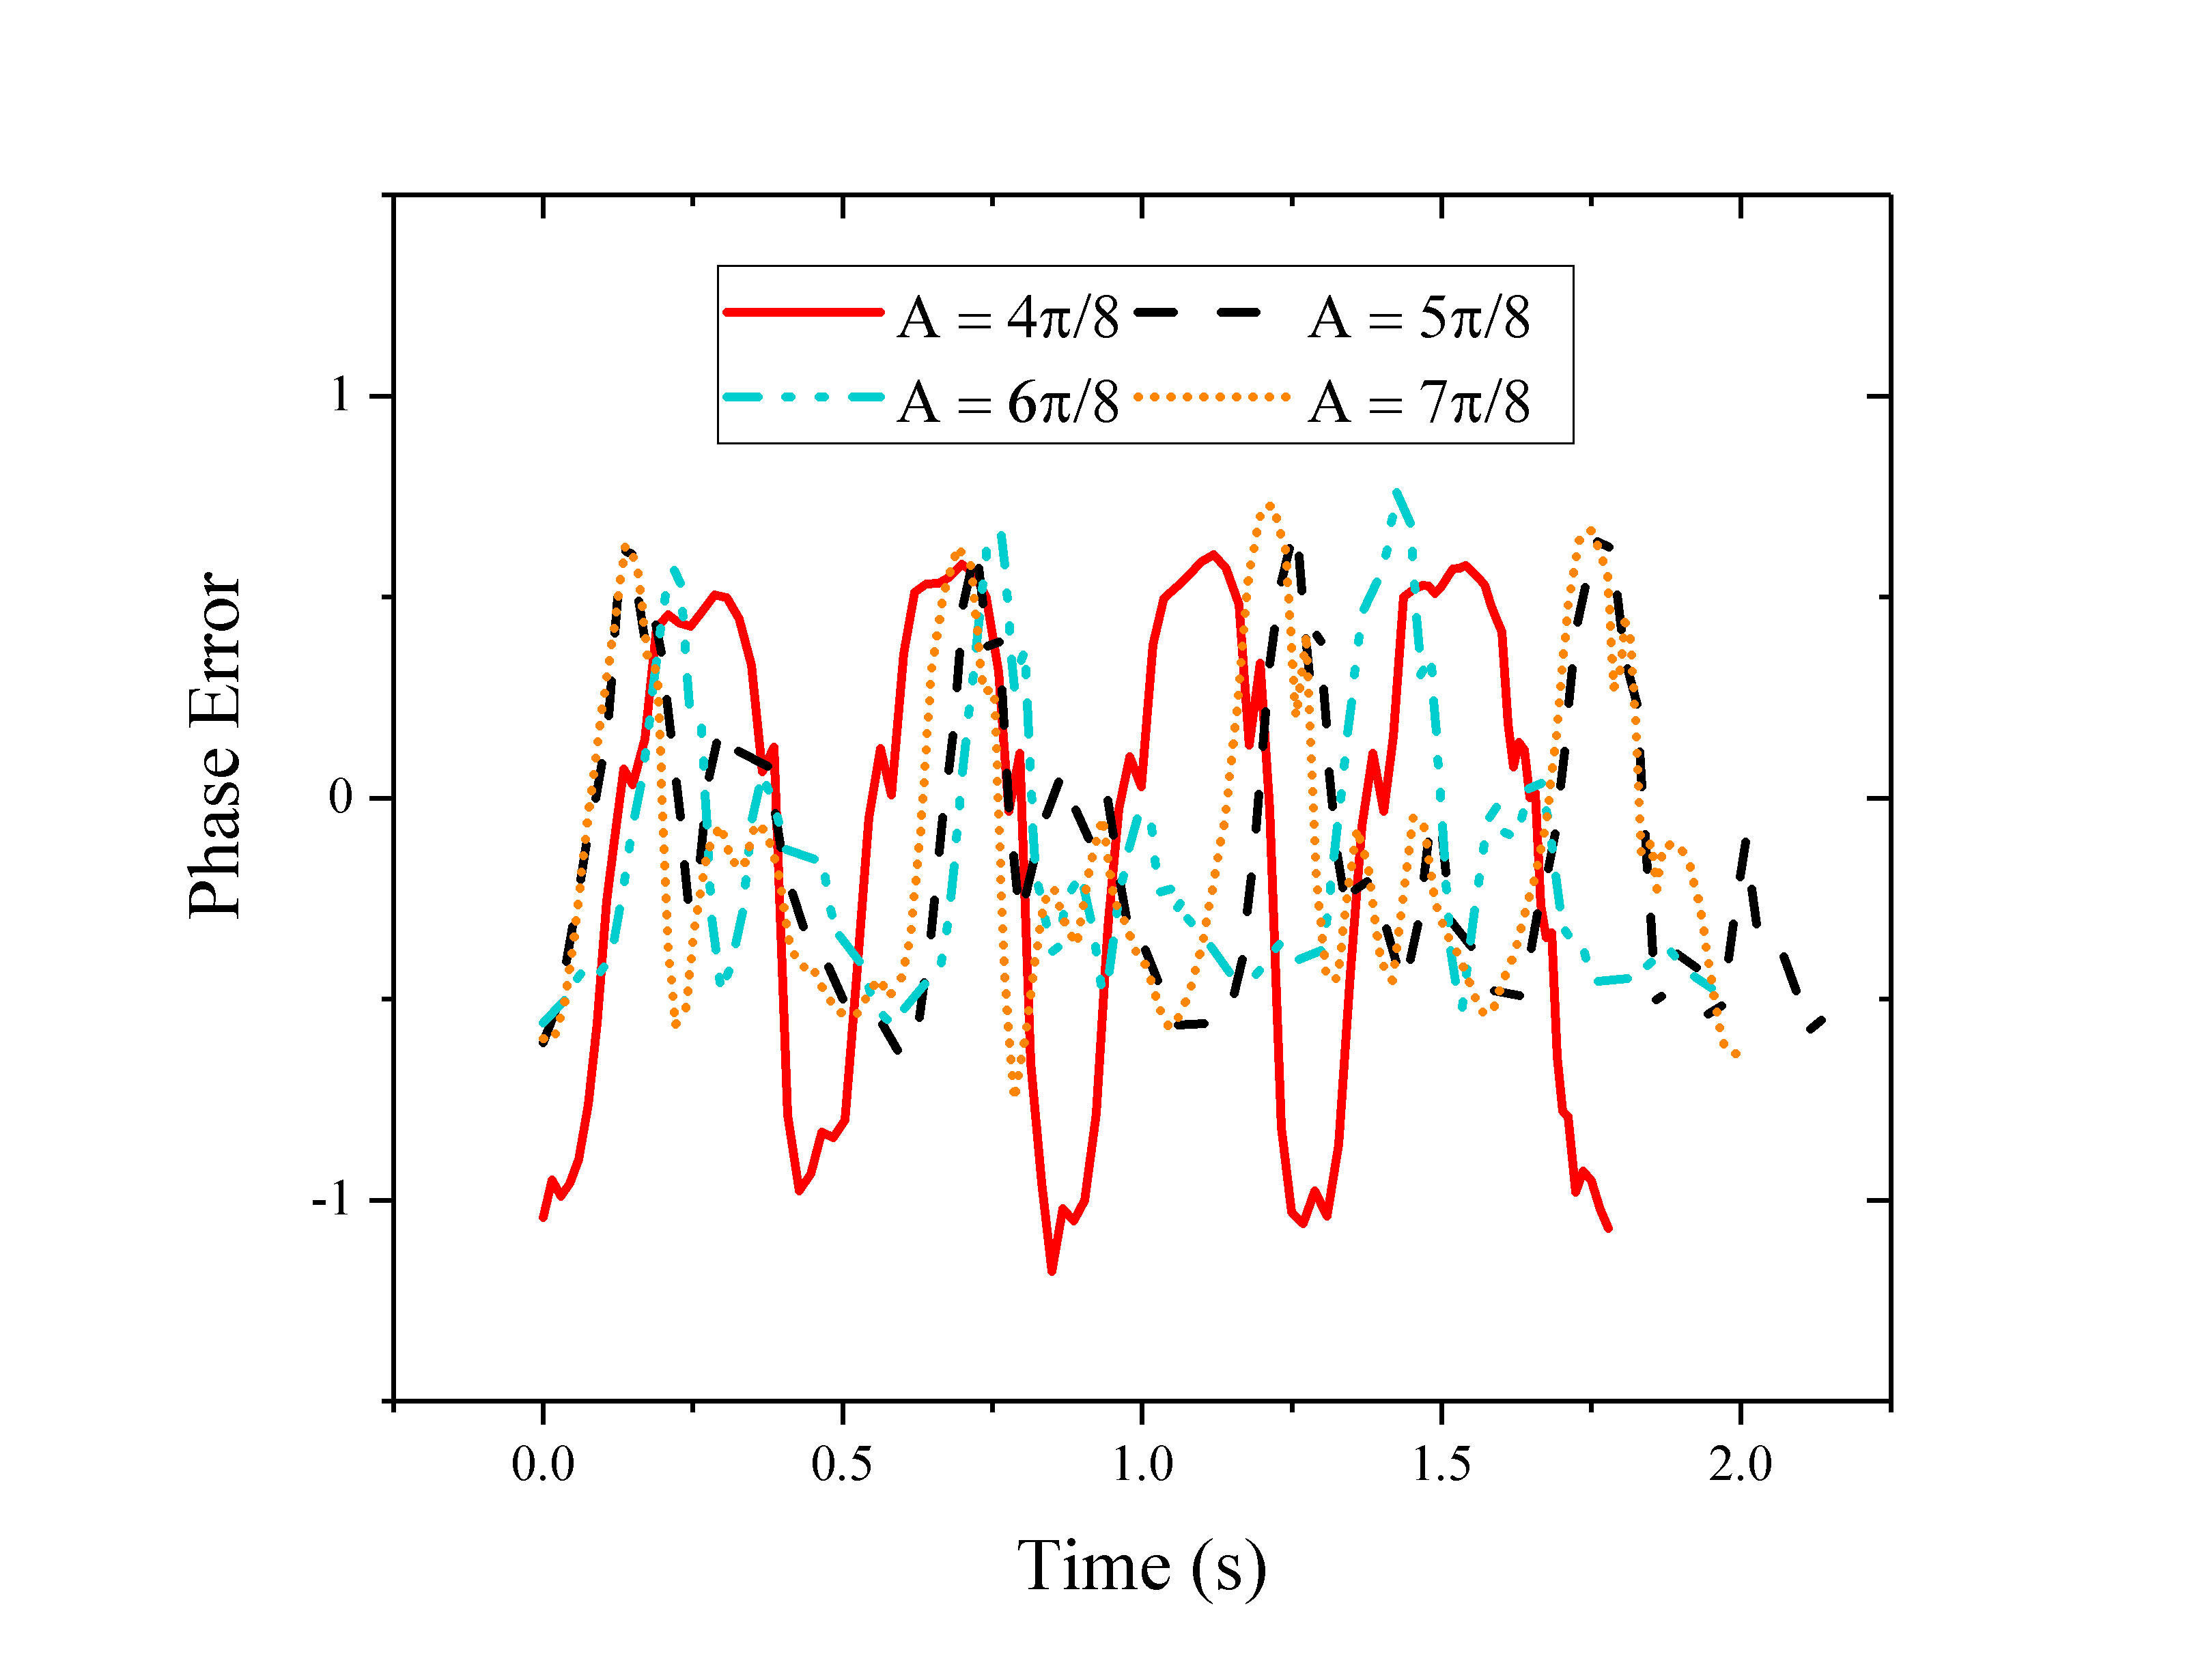 A = 4π/8 A = 5π/8
A = 6π/8 A = 7π/8
1
0
-1
Phase Error
0.0 0.5 1.0 1.5 2.0
Time (s)